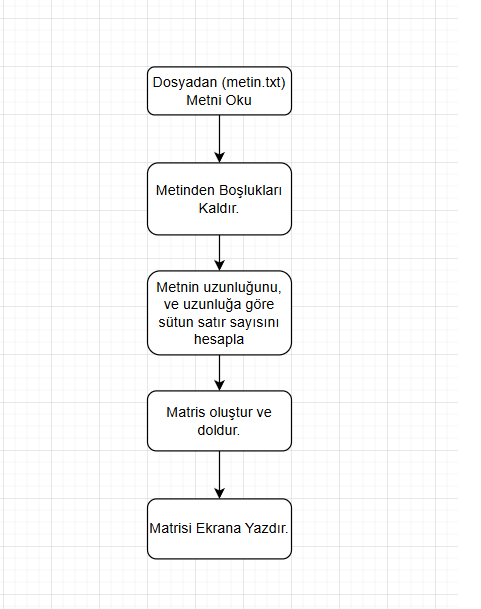 Dosyadan (metin.txt)
Metni Oku
Metinden Boşlukları
Kaldır.
Metnin uzunluğunu,
ve uzunluğa göre
sütun satır sayısını
hesapla
Matris oluştur ve
doldur.
Matrisi Ekrana Yazdır.